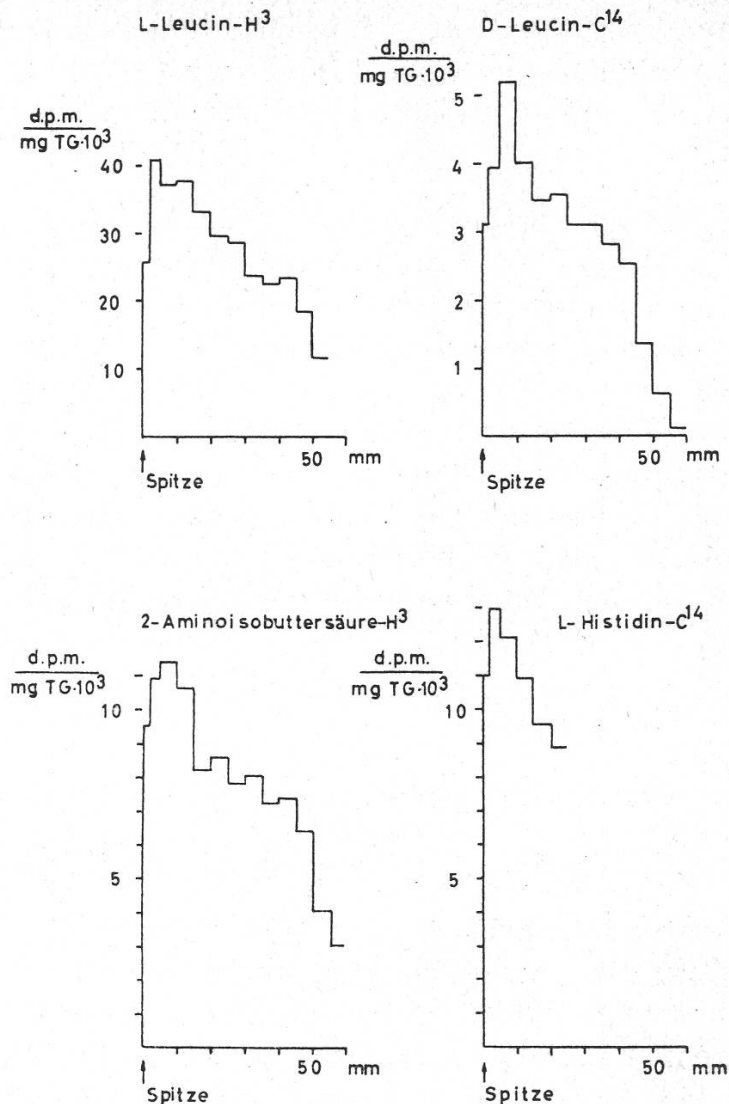 L-Leucin-H³
d.p.m.
mg TG·10³
40
30
20
10
50 mm
Spitze
D-Leucin-C¹⁴
d.p.m.
mg TG·10³
5
4
3
2
1
50 mm
Spitze
2-Aminoisobuttersäure-H³
d.p.m.
mg TG·10³
10
5
50 mm
Spitze
L-Histidin-C¹⁴
d.p.m.
mg TG·10³
10
5
50 mm
Spitze